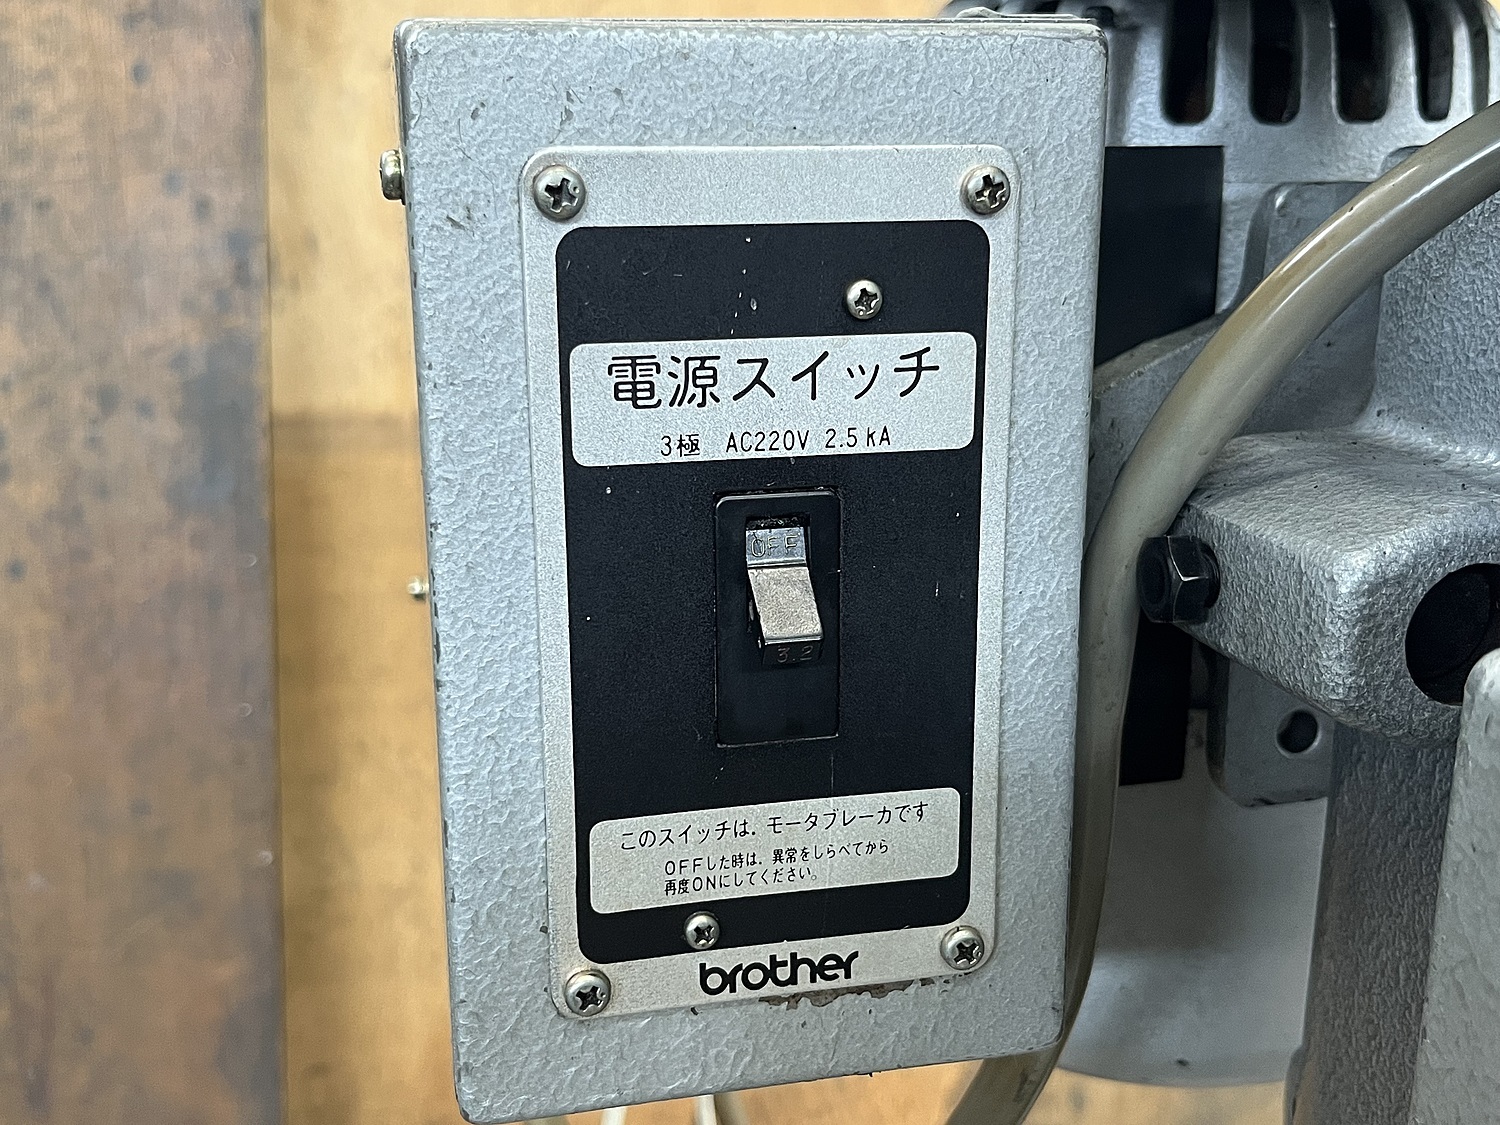 電源スイッチ
3極 AC220V 2.5kA
OFF
3.2
このスイッチは．モータブレーカです
OFFした時は．異常をしらべてから
再度ONにしてください。
brother